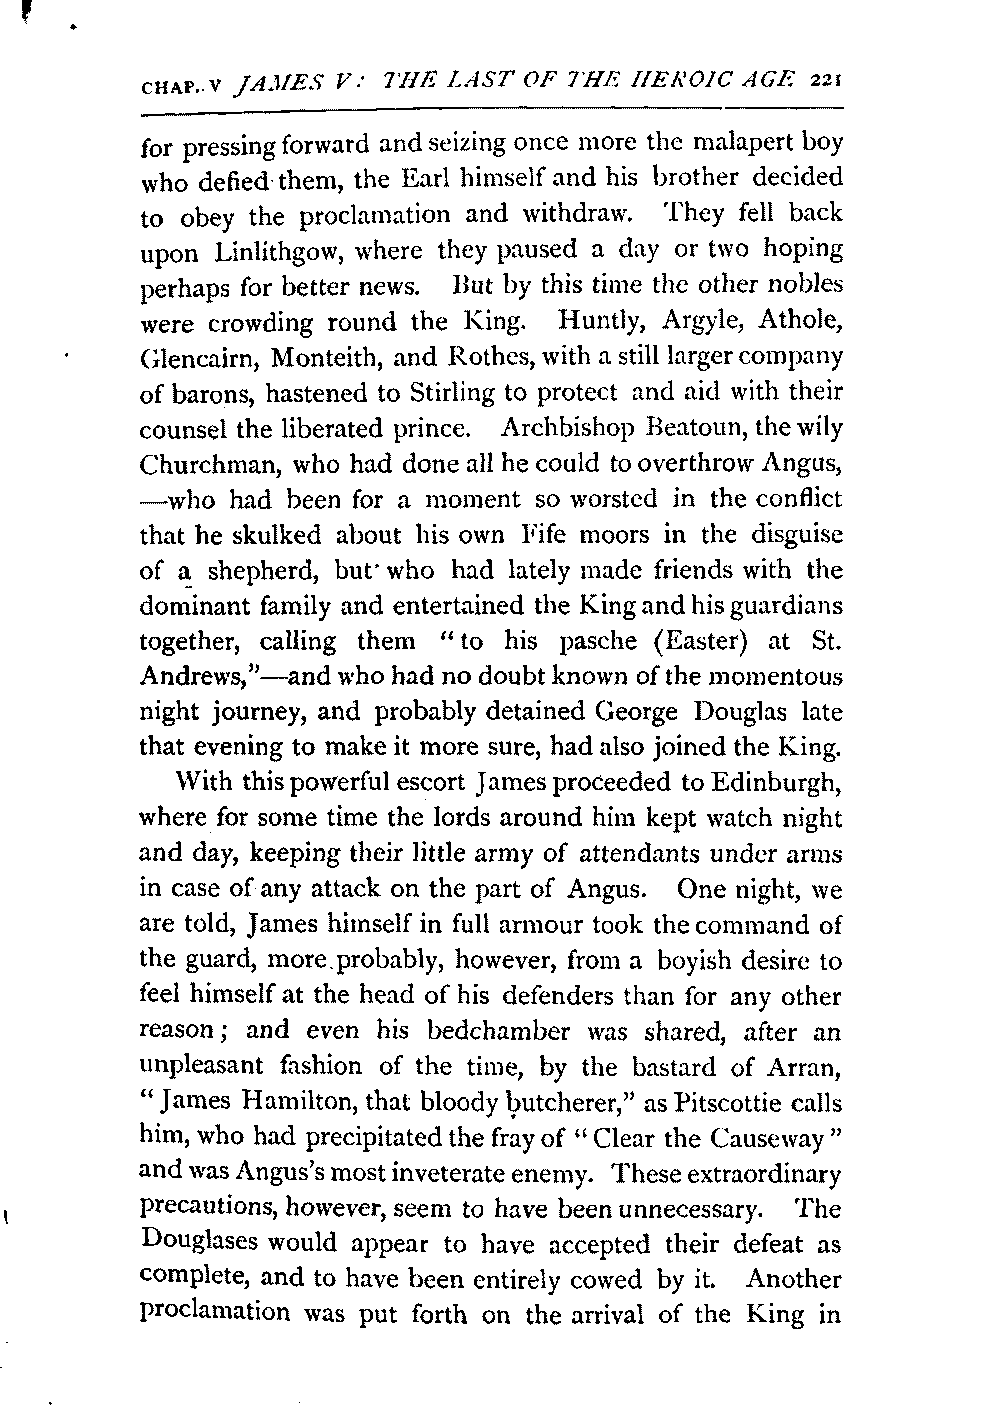 CHAP. V JAMES V: THE LAST OF THE HEROIC AGE 221
for pressing forward and seizing once more the malapert boy
who defied them, the Earl himself and his brother decided
to obey the proclamation and withdraw. They fell back
upon Linlithgow, where they paused a day or two hoping
perhaps for better news. But by this time the other nobles
were crowding round the King. Huntly, Argyle, Athole,
Glencairn, Monteith, and Rothes, with a still larger company
of barons, hastened to Stirling to protect and aid with their
counsel the liberated prince. Archbishop Beatoun, the wily
Churchman, who had done all he could to overthrow Angus,
—who had been for a moment so worsted in the conflict
that he skulked about his own Fife moors in the disguise
of a shepherd, but who had lately made friends with the
dominant family and entertained the King and his guardians
together, calling them "to his pasche (Easter) at St.
Andrews,"—and who had no doubt known of the momentous
night journey, and probably detained George Douglas late
that evening to make it more sure, had also joined the King.
With this powerful escort James proceeded to Edinburgh,
where for some time the lords around him kept watch night
and day, keeping their little army of attendants under arms
in case of any attack on the part of Angus. One night, we
are told, James himself in full armour took the command of
the guard, more probably, however, from a boyish desire to
feel himself at the head of his defenders than for any other
reason; and even his bedchamber was shared, after an
unpleasant fashion of the time, by the bastard of Arran,
"James Hamilton, that bloody butcherer," as Pitscottie calls
him, who had precipitated the fray of "Clear the Causeway"
and was Angus's most inveterate enemy. These extraordinary
precautions, however, seem to have been unnecessary. The
Douglases would appear to have accepted their defeat as
complete, and to have been entirely cowed by it. Another
proclamation was put forth on the arrival of the King in